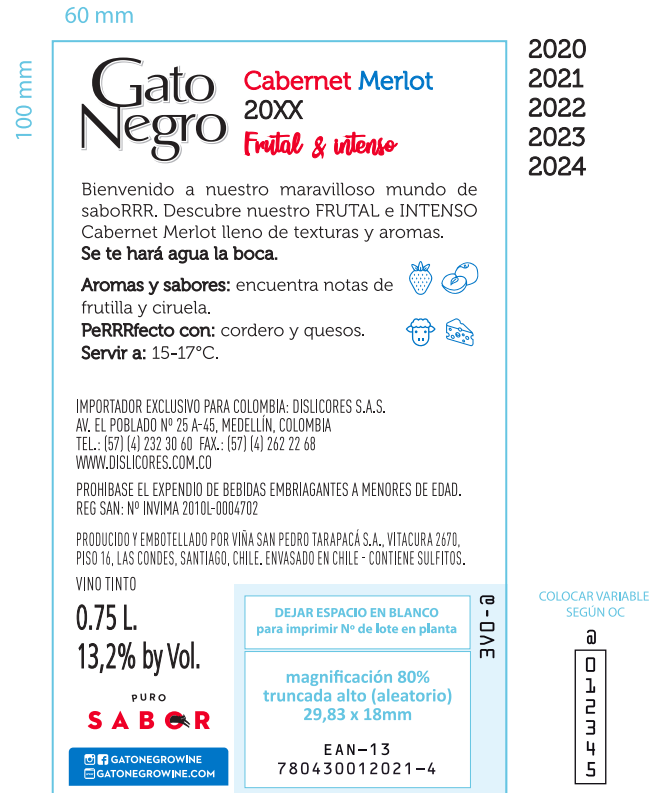 60 mm
100 mm
Gato
Negro
Cabernet Merlot
20XX
Frutal & intenso
2020
2021
2022
2023
2024
Bienvenido a nuestro maravilloso mundo de
saboRRR. Descubre nuestro FRUTAL e INTENSO
Cabernet Merlot lleno de texturas y aromas.
Se te hará agua la boca.
Aromas y sabores: encuentra notas de
frutilla y ciruela.
PeRRRfecto con: cordero y quesos.
Servir a: 15-17°C.
IMPORTADOR EXCLUSIVO PARA COLOMBIA: DISLICORES S.A.S.
AV. EL POBLADO Nº 25 A-45, MEDELLÍN, COLOMBIA
TEL.: (57) (4) 232 30 60 FAX.: (57) (4) 262 22 68
WWW.DISLICORES.COM.CO
PROHIBASE EL EXPENDIO DE BEBIDAS EMBRIAGANTES A MENORES DE EDAD.
REG SAN: Nº INVIMA 2010L-0004702
PRODUCIDO Y EMBOTELLADO POR VIÑA SAN PEDRO TARAPACÁ S.A., VITACURA 2670,
PISO 16, LAS CONDES, SANTIAGO, CHILE. ENVASADO EN CHILE - CONTIENE SULFITOS.
VINO TINTO
0.75 L.
13,2% by Vol.
PURO
SABOR
GATONEGROWINE
GATONEGROWINE.COM
DEJAR ESPACIO EN BLANCO
para imprimir Nº de lote en planta
magnificación 80%
truncada alto (aleatorio)
29,83 x 18mm
EAN-13
780430012021-4
3VO-@
COLOCAR VARIABLE
SEGÚN OC
@
0
1
2
3
4
5